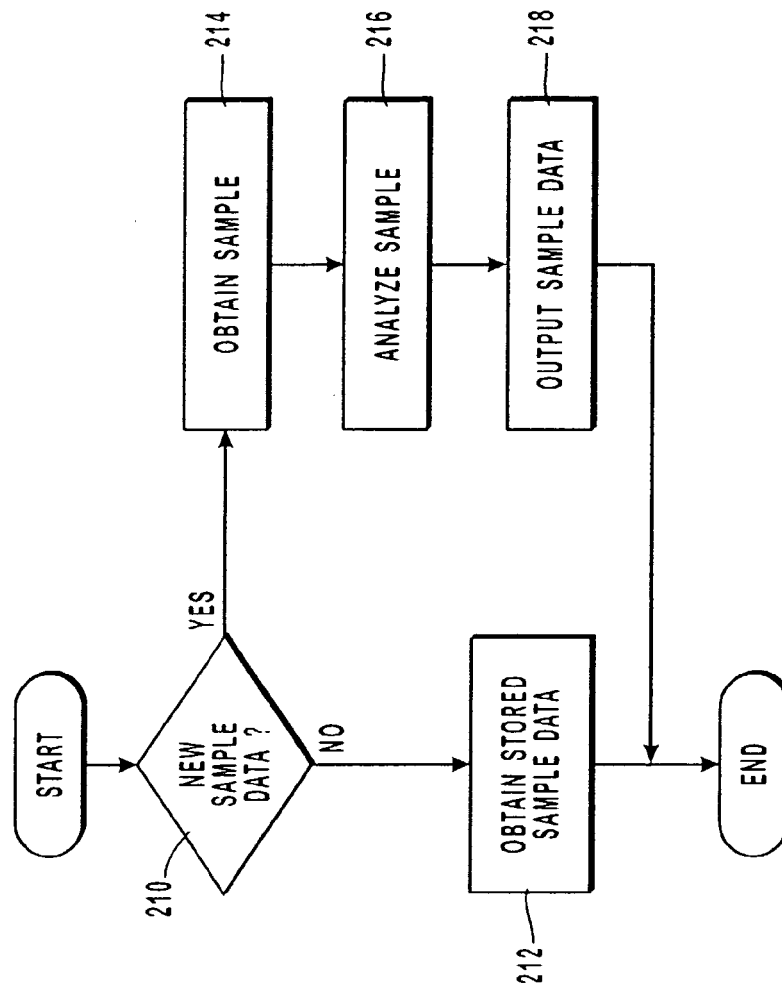 START
NEW
SAMPLE
DATA ?
210
YES
NO
OBTAIN SAMPLE
214
ANALYZE SAMPLE
216
OUTPUT SAMPLE DATA
218
OBTAIN STORED
SAMPLE DATA
212
END